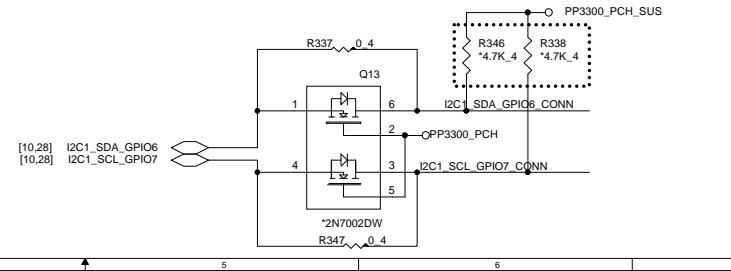 PP3300_PCH_SUS
R337 0_4
R346 R338
*4.7K_4 *4.7K_4
Q13
1 6 I2C1_SDA_GPIO6_CONN
2 PP3300_PCH
[10,28] I2C1_SDA_GPIO6
[10,28] I2C1_SCL_GPIO7
4 3 I2C1_SCL_GPIO7_CONN
5
*2N7002DW
R347 0_4
5 6